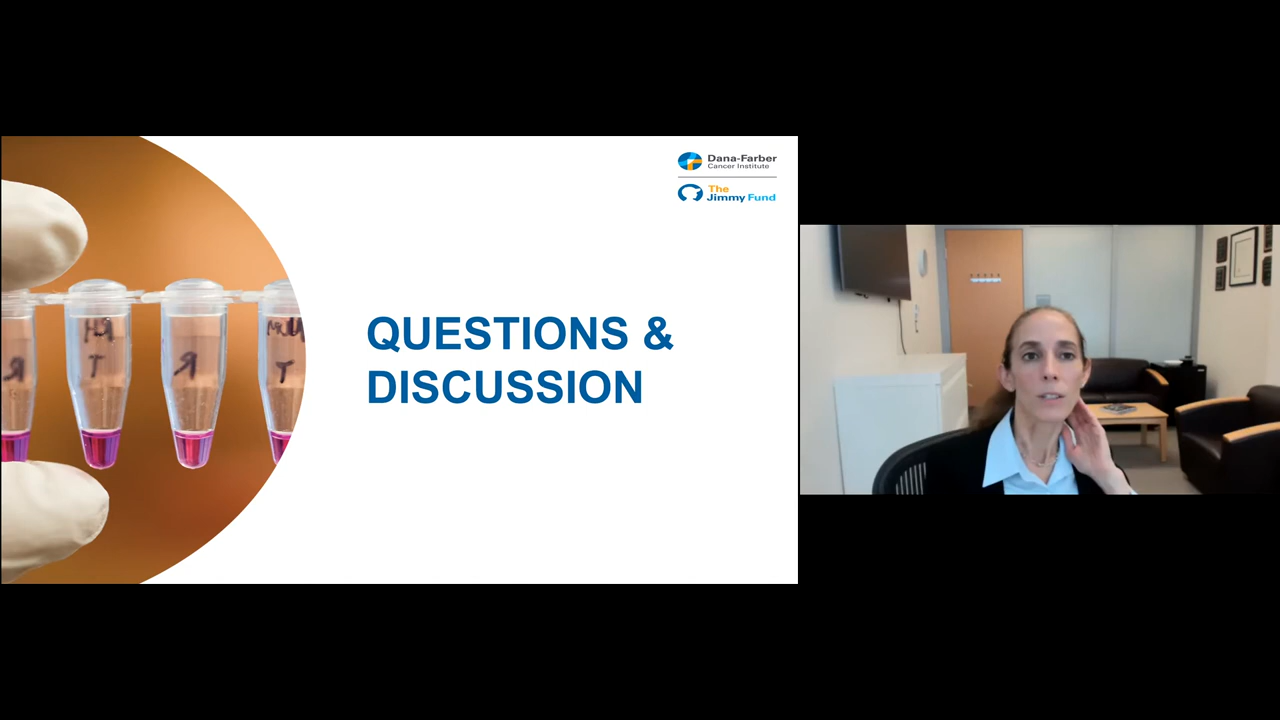 Dana-Farber
Cancer Institute
The
Jimmy Fund
QUESTIONS &
DISCUSSION